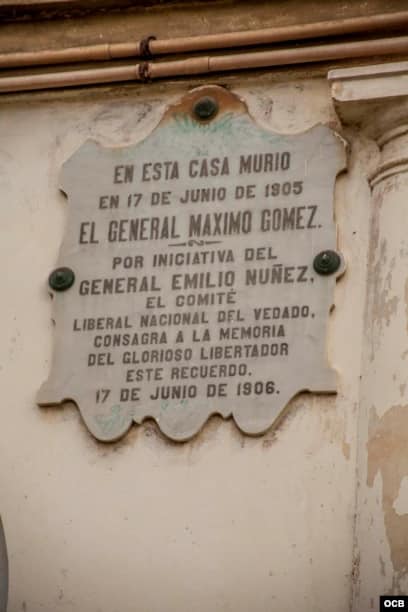 EN ESTA CASA MURIO
EN 17 DE JUNIO DE 1905
EL GENERAL MAXIMO GOMEZ.
POR INICIATIVA DEL
GENERAL EMILIO NUÑEZ,
EL COMITÉ
LIBERAL NACIONAL DEL VEDADO,
CONSAGRA A LA MEMORIA
DEL GLORIOSO LIBERTADOR
ESTE RECUERDO.
17 DE JUNIO DE 1906.
OCB